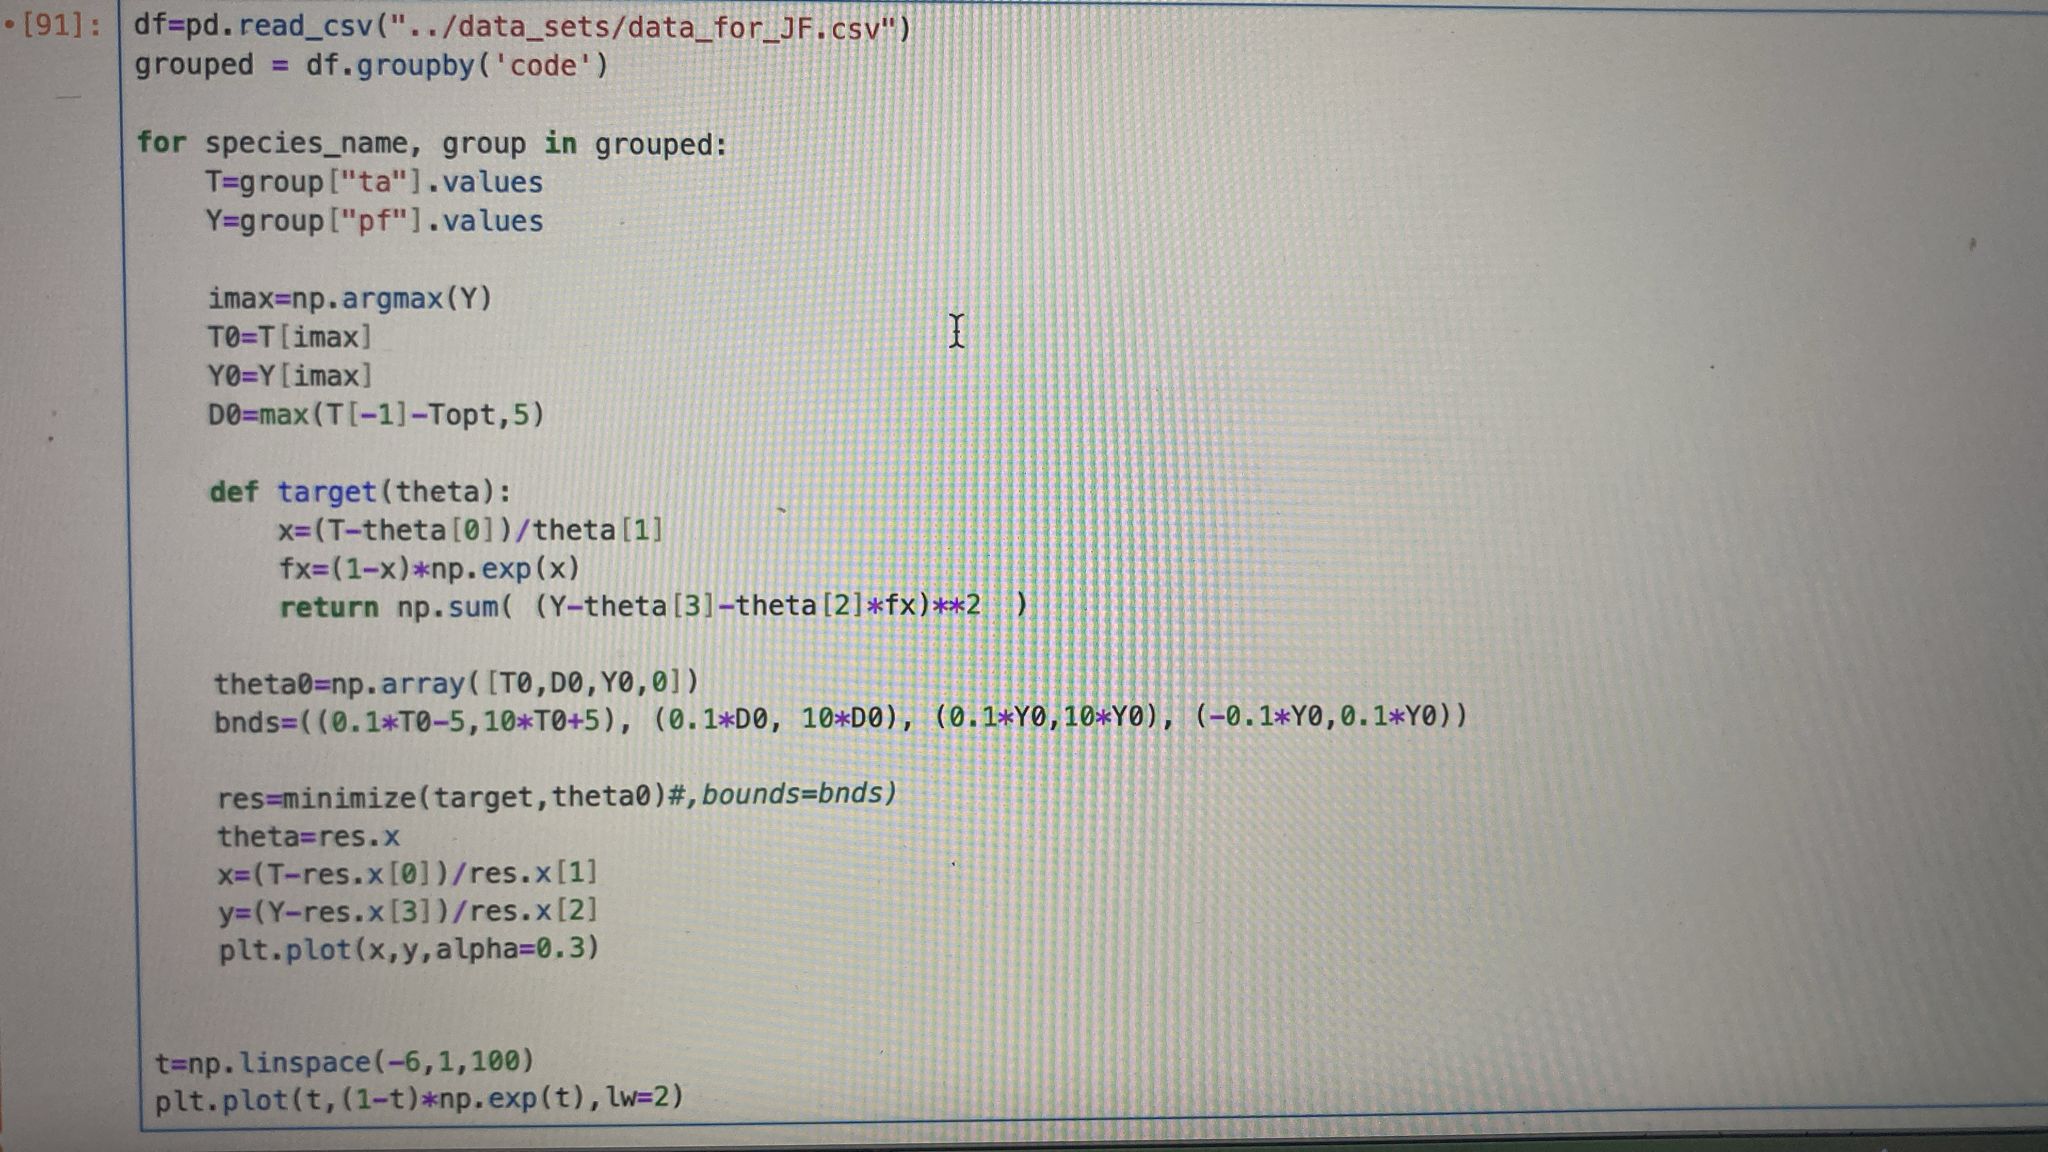 [91]:
df=pd.read_csv("../data_sets/data_for_JF.csv")
grouped = df.groupby('code')
for species_name, group in grouped:
T=group["ta"].values
Y=group["pf"].values
imax=np.argmax(Y)
T0=T[imax]
Y0=Y[imax]
D0=max(T[-1]-Topt,5)
def target(theta):
x=(T-theta[0])/theta[1]
fx=(1-x)*np.exp(x)
return np.sum( (Y-theta[3]-theta[2]*fx)**2  )
theta0=np.array([T0,D0,Y0,0])
bnds=((0.1*T0-5,10*T0+5), (0.1*D0, 10*D0), (0.1*Y0,10*Y0), (-0.1*Y0,0.1*Y0))
res=minimize(target,theta0)#,bounds=bnds)
theta=res.x
x=(T-res.x[0])/res.x[1]
y=(Y-res.x[3])/res.x[2]
plt.plot(x,y,alpha=0.3)
t=np.linspace(-6,1,100)
plt.plot(t,(1-t)*np.exp(t),lw=2)